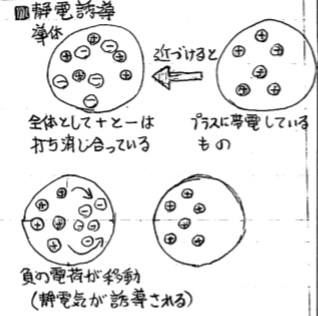 静電誘導
導体
近づけると
全体として+と-は
打ち消し合っている
プラスに帯電している
もの
負の電荷が移動
(静電気が誘導される)